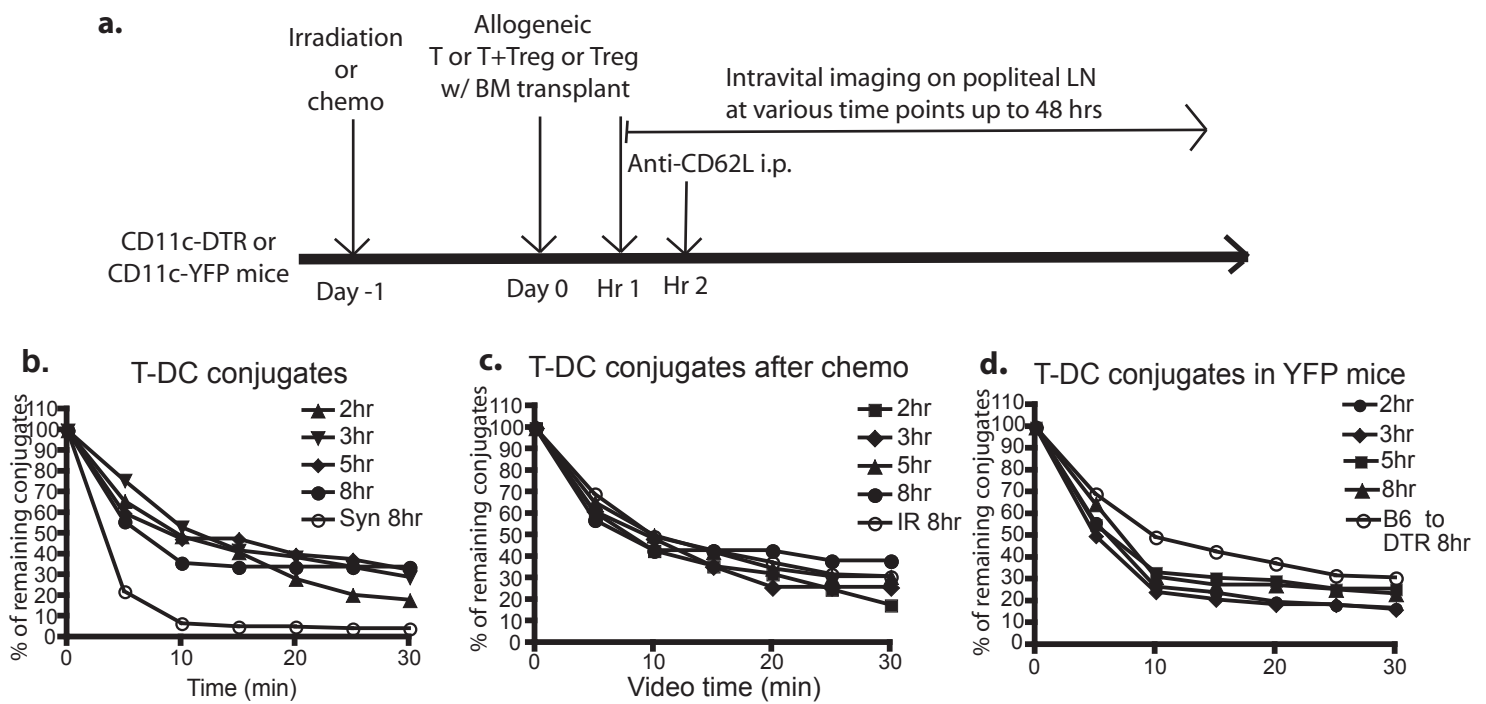 a.
Irradiation
or
chemo
Allogeneic
T or T+Treg or Treg
w/ BM transplant
Intravital imaging on popliteal LN
at various time points up to 48 hrs
Anti-CD62L i.p.
CD11c-DTR or
CD11c-YFP mice
Day -1
Day 0
Hr 1
Hr 2
b.
T-DC conjugates
% of remaining conjugates
110
100
90
80
70
60
50
40
30
20
10
0
0
10
20
30
Time (min)
2hr
3hr
5hr
8hr
Syn 8hr
c.
T-DC conjugates after chemo
% of remaining conjugates
110
100
90
80
70
60
50
40
30
20
10
0
0
10
20
30
Video time (min)
2hr
3hr
5hr
8hr
IR 8hr
d.
T-DC conjugates in YFP mice
% of remaining conjugates
110
100
90
80
70
60
50
40
30
20
10
0
0
10
20
30
2hr
3hr
5hr
8hr
B6 to
DTR 8hr